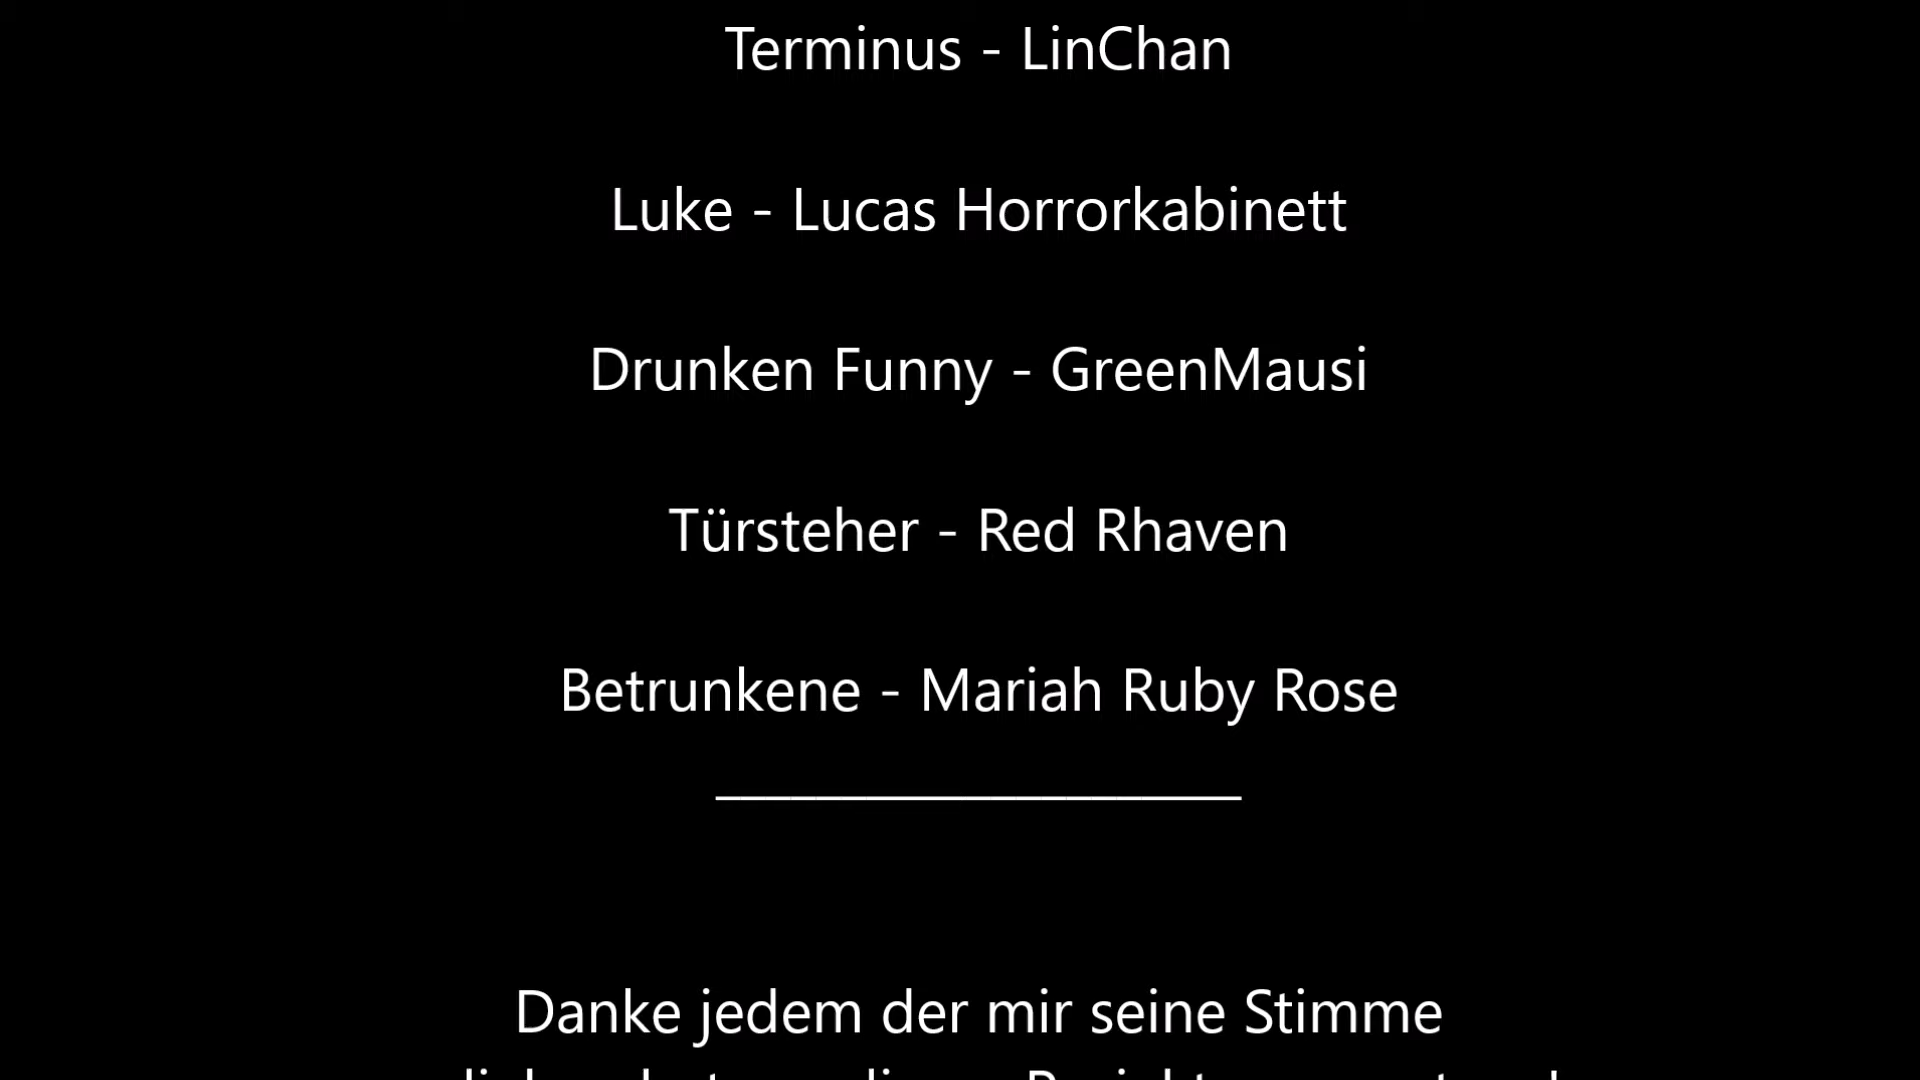 Terminus - LinChan
Luke - Lucas Horrorkabinett
Drunken Funny - GreenMausi
Türsteher - Red Rhaven
Betrunkene - Mariah Ruby Rose
Danke jedem der mir seine Stimme